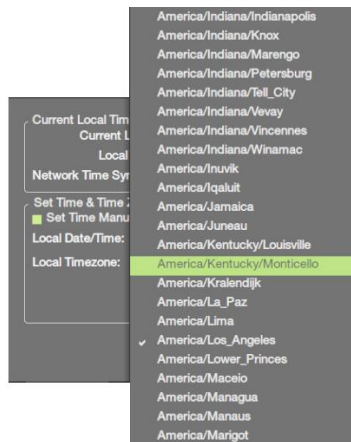 America/Indiana/Indianapolis
America/Indiana/Knox
America/Indiana/Marengo
America/Indiana/Petersburg
America/Indiana/Tell_City
America/Indiana/Vevay
America/Indiana/Vincennes
America/Indiana/Winamac
America/Inuvik
America/Iqaluit
America/Jamaica
America/Juneau
America/Kentucky/Louisville
America/Kentucky/Monticello
America/Kralendijk
America/La_Paz
America/Lima
America/Los_Angeles
America/Lower_Princes
America/Maceio
America/Managua
America/Manaus
America/Marigot
Current Local Tim
Current L
Local
Network Time Syn
Set Time & Time
Set Time Manu
Local Date/Time:
Local Timezone: